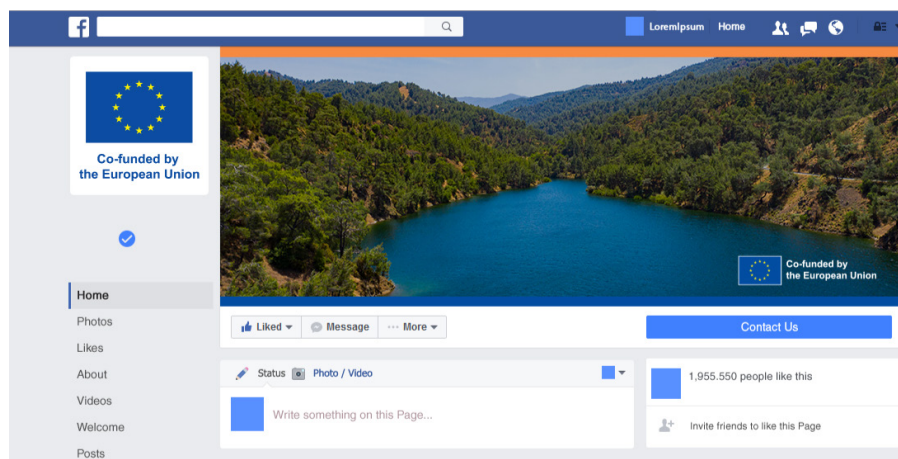 LoremIpsum Home
Co-funded by
the European Union
Co-funded by
the European Union
Home
Photos
Likes
About
Videos
Welcome
Posts
Liked
Message
More
Contact Us
Status
Photo / Video
Write something on this Page...
1,955.550 people like this
Invite friends to like this Page